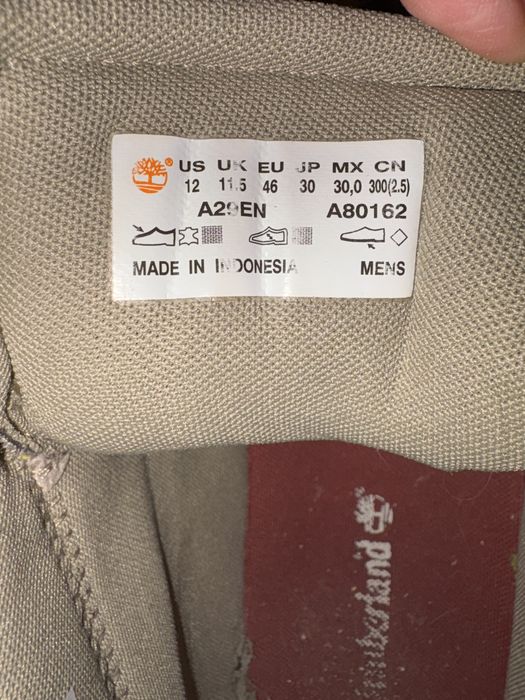 ® US UK EU JP MX CN
12 11.5 46 30 30,0 300(2.5)
A29EN A80162
MADE IN INDONESIA MENS
Timberland